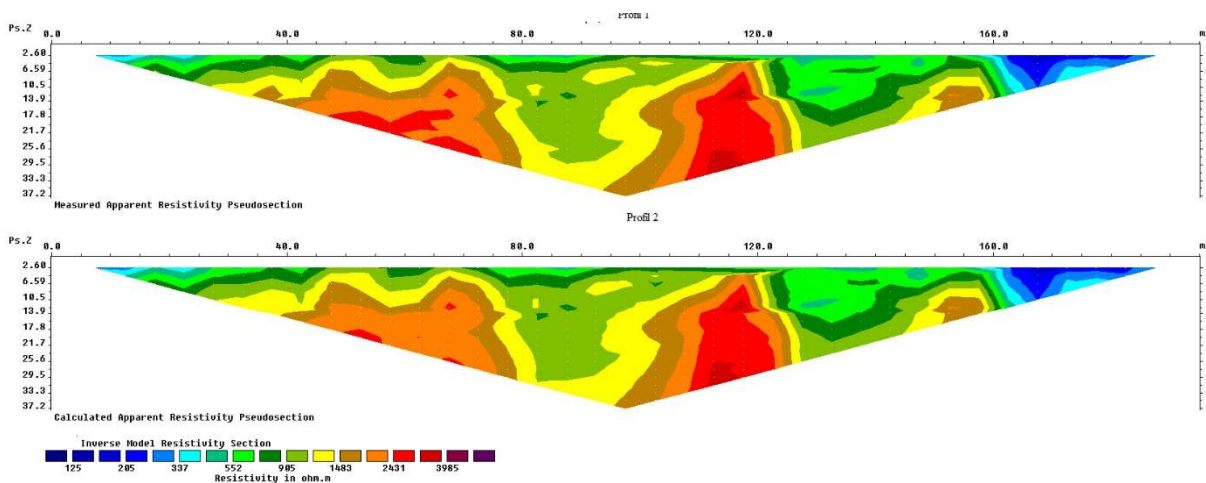 Profil 1
Ps.Z 0.0 40.0 80.0 120.0 160.0 m
2.60
6.59
10.5
13.9
17.8
21.7
25.6
29.5
33.3
37.2
Measured Apparent Resistivity Pseudosection
Profil 2
Ps.Z 0.0 40.0 80.0 120.0 160.0 m
2.60
6.59
10.5
13.9
17.8
21.7
25.6
29.5
33.3
37.2
Calculated Apparent Resistivity Pseudosection
Inverse Model Resistivity Section
125 205 337 552 905 1483 2431 3985
Resistivity in ohm.m